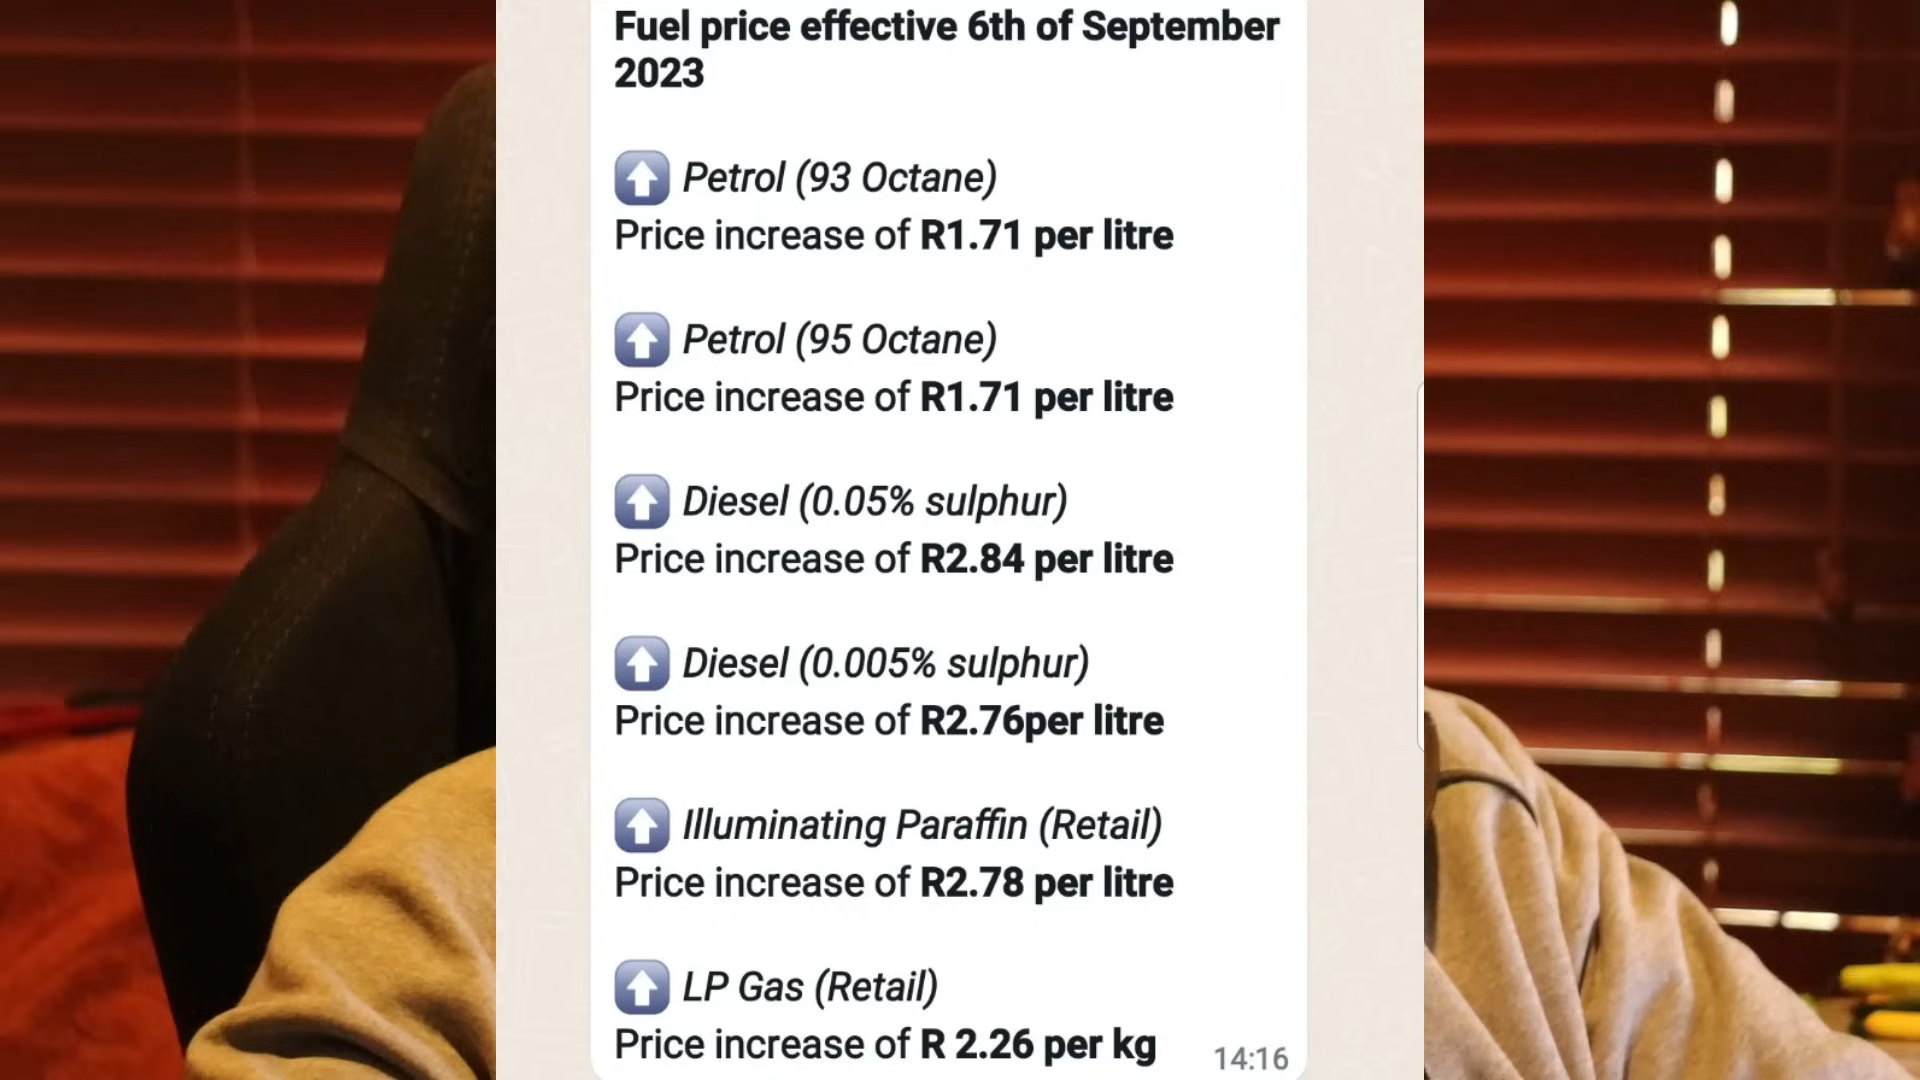 Fuel price effective 6th of September
2023
⬆️ Petrol (93 Octane)
Price increase of R1.71 per litre
⬆️ Petrol (95 Octane)
Price increase of R1.71 per litre
⬆️ Diesel (0.05% sulphur)
Price increase of R2.84 per litre
⬆️ Diesel (0.005% sulphur)
Price increase of R2.76per litre
⬆️ Illuminating Paraffin (Retail)
Price increase of R2.78 per litre
⬆️ LP Gas (Retail)
Price increase of R 2.26 per kg
14:16